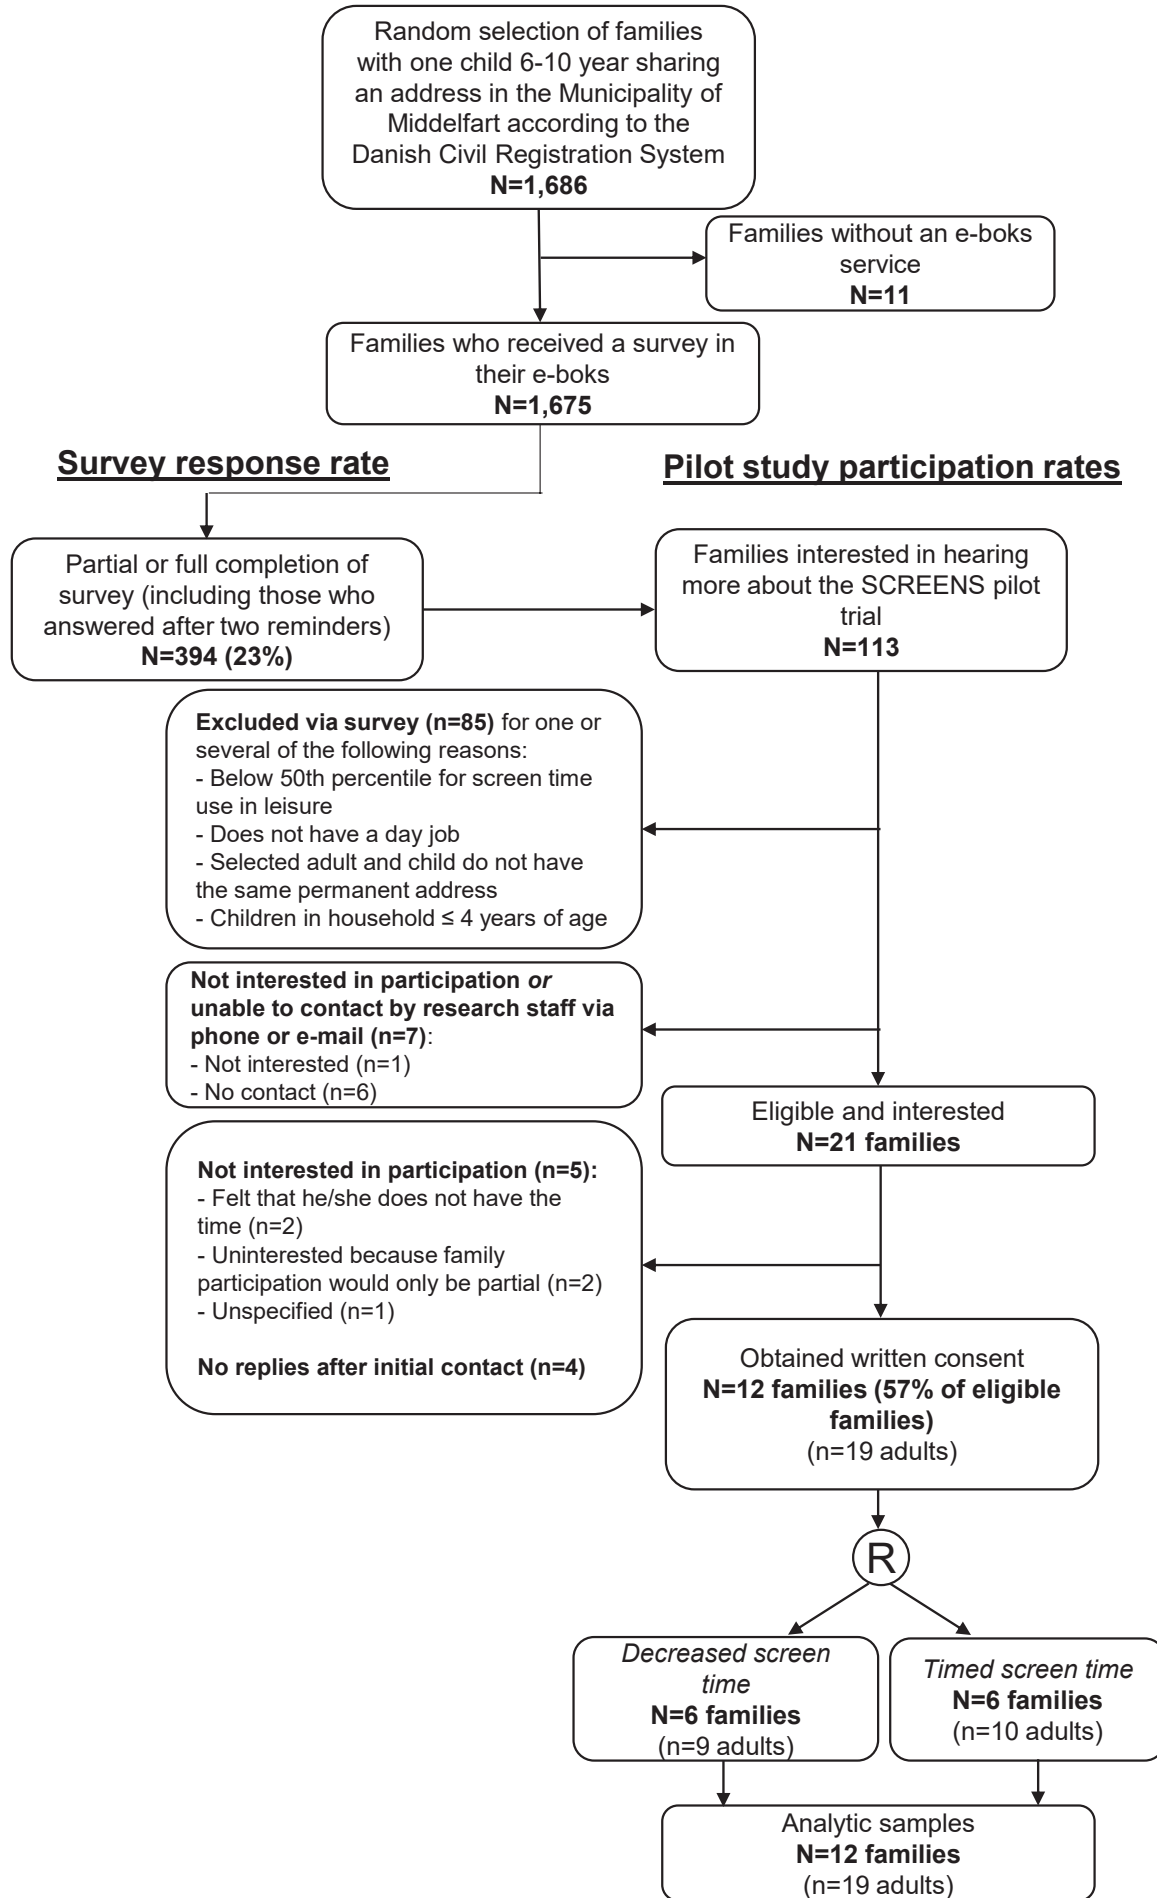 Random selection of families
with one child 6-10 year sharing
an address in the Municipality of
Middelfart according to the
Danish Civil Registration System
N=1,686
Families without an e-boks
service
N=11
Families who received a survey in
their e-boks
N=1,675
Survey response rate
Pilot study participation rates
Partial or full completion of
survey (including those who
answered after two reminders)
N=394 (23%)
Families interested in hearing
more about the SCREENS pilot
trial
N=113
Excluded via survey (n=85) for one or
several of the following reasons:
- Below 50th percentile for screen time
use in leisure
- Does not have a day job
- Selected adult and child do not have
the same permanent address
- Children in household ≤ 4 years of age
Not interested in participation or
unable to contact by research staff via
phone or e-mail (n=7):
- Not interested (n=1)
- No contact (n=6)
Eligible and interested
N=21 families
Not interested in participation (n=5):
- Felt that he/she does not have the
time (n=2)
- Uninterested because family
participation would only be partial (n=2)
- Unspecified (n=1)
No replies after initial contact (n=4)
Obtained written consent
N=12 families (57% of eligible
families)
(n=19 adults)
R
Decreased screen
time
N=6 families
(n=9 adults)
Timed screen time
N=6 families
(n=10 adults)
Analytic samples
N=12 families
(n=19 adults)